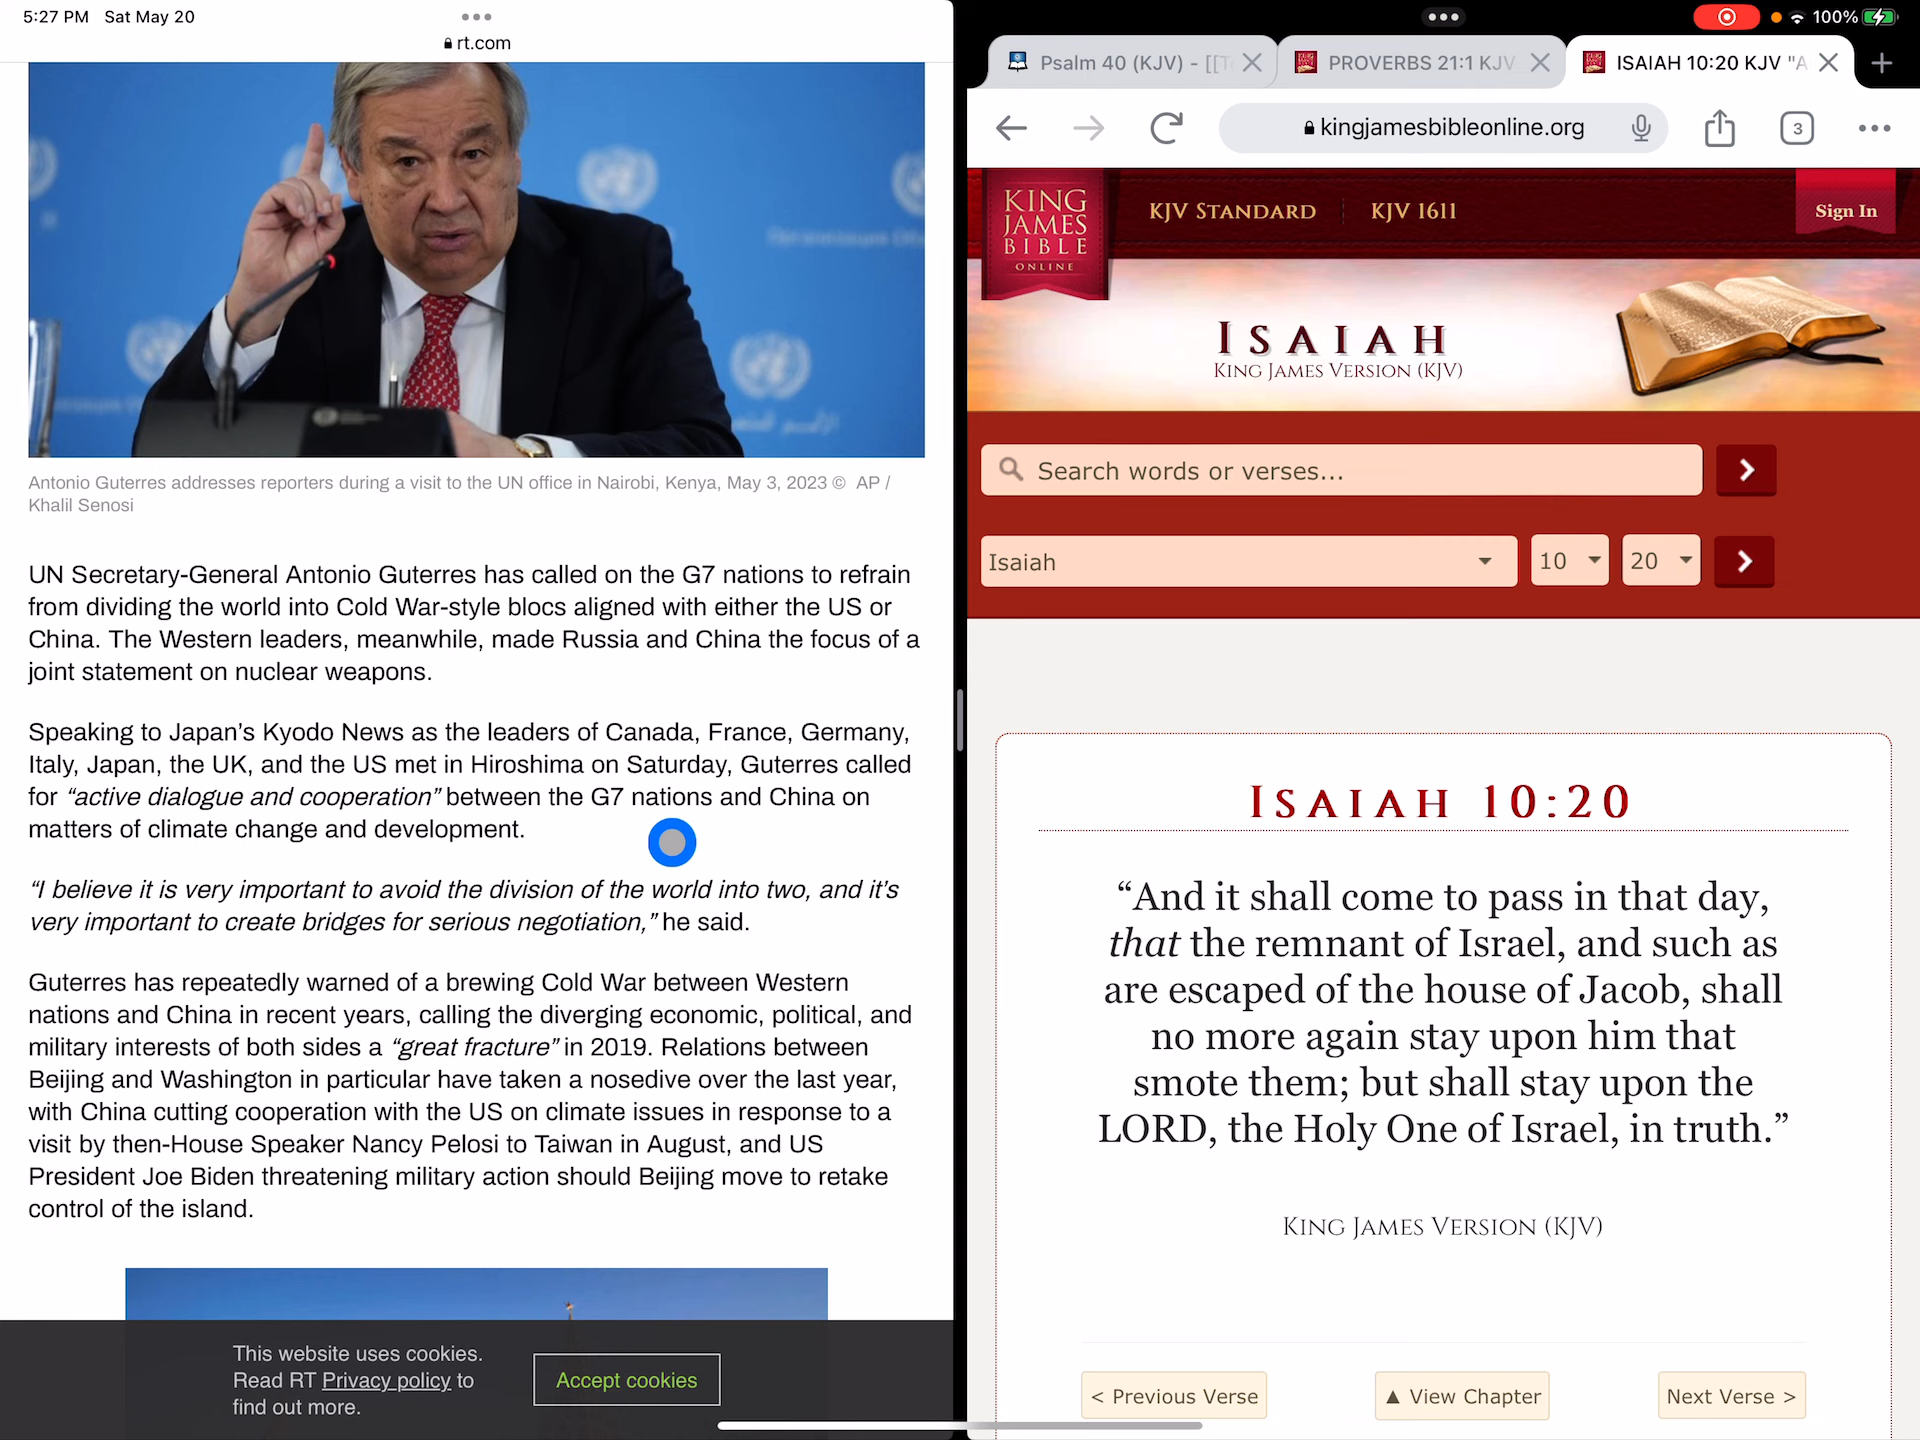 5:27 PM Sat May 20
rt.com
Antonio Guterres addresses reporters during a visit to the UN office in Nairobi, Kenya, May 3, 2023 © AP /
Khalil Senosi
UN Secretary-General Antonio Guterres has called on the G7 nations to refrain
from dividing the world into Cold War-style blocs aligned with either the US or
China. The Western leaders, meanwhile, made Russia and China the focus of a
joint statement on nuclear weapons.
Speaking to Japan’s Kyodo News as the leaders of Canada, France, Germany,
Italy, Japan, the UK, and the US met in Hiroshima on Saturday, Guterres called
for “active dialogue and cooperation” between the G7 nations and China on
matters of climate change and development.
“I believe it is very important to avoid the division of the world into two, and it’s
very important to create bridges for serious negotiation,” he said.
Guterres has repeatedly warned of a brewing Cold War between Western
nations and China in recent years, calling the diverging economic, political, and
military interests of both sides a “great fracture” in 2019. Relations between
Beijing and Washington in particular have taken a nosedive over the last year,
with China cutting cooperation with the US on climate issues in response to a
visit by then-House Speaker Nancy Pelosi to Taiwan in August, and US
President Joe Biden threatening military action should Beijing move to retake
control of the island.
This website uses cookies.
Read RT Privacy policy to
find out more.
Accept cookies
100%
Psalm 40 (KJV) - [[T
PROVERBS 21:1 KJV
ISAIAH 10:20 KJV "A
kingjamesbibleonline.org
3
KING
JAMES
BIBLE
ONLINE
KJV STANDARD
KJV 1611
Sign In
ISAIAH
KING JAMES VERSION (KJV)
Search words or verses...
Isaiah
10
20
ISAIAH 10:20
“And it shall come to pass in that day,
that the remnant of Israel, and such as
are escaped of the house of Jacob, shall
no more again stay upon him that
smote them; but shall stay upon the
LORD, the Holy One of Israel, in truth.”
KING JAMES VERSION (KJV)
< Previous Verse
▲ View Chapter
Next Verse >